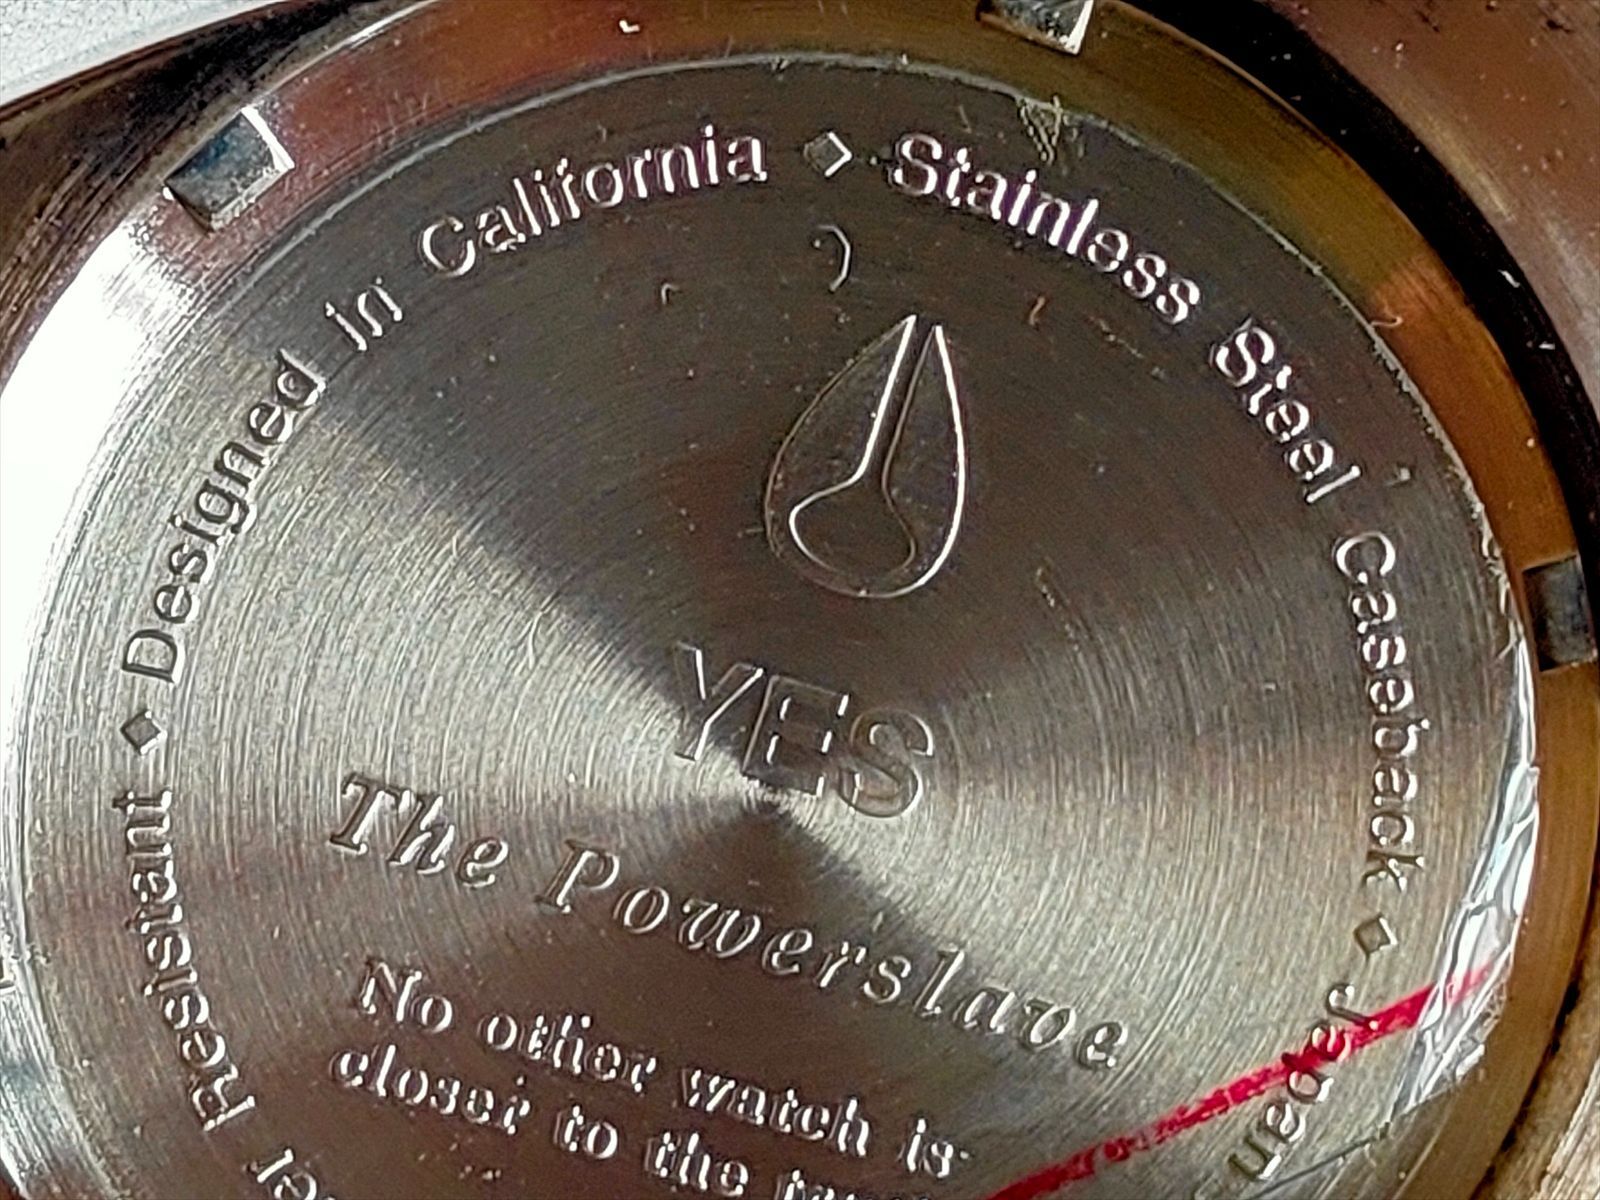 Resistant ◇ Designed in California ◇ Stainless Steel Caseback ◇ Japan
YES
The Powerslave
No other watch is
closer to the